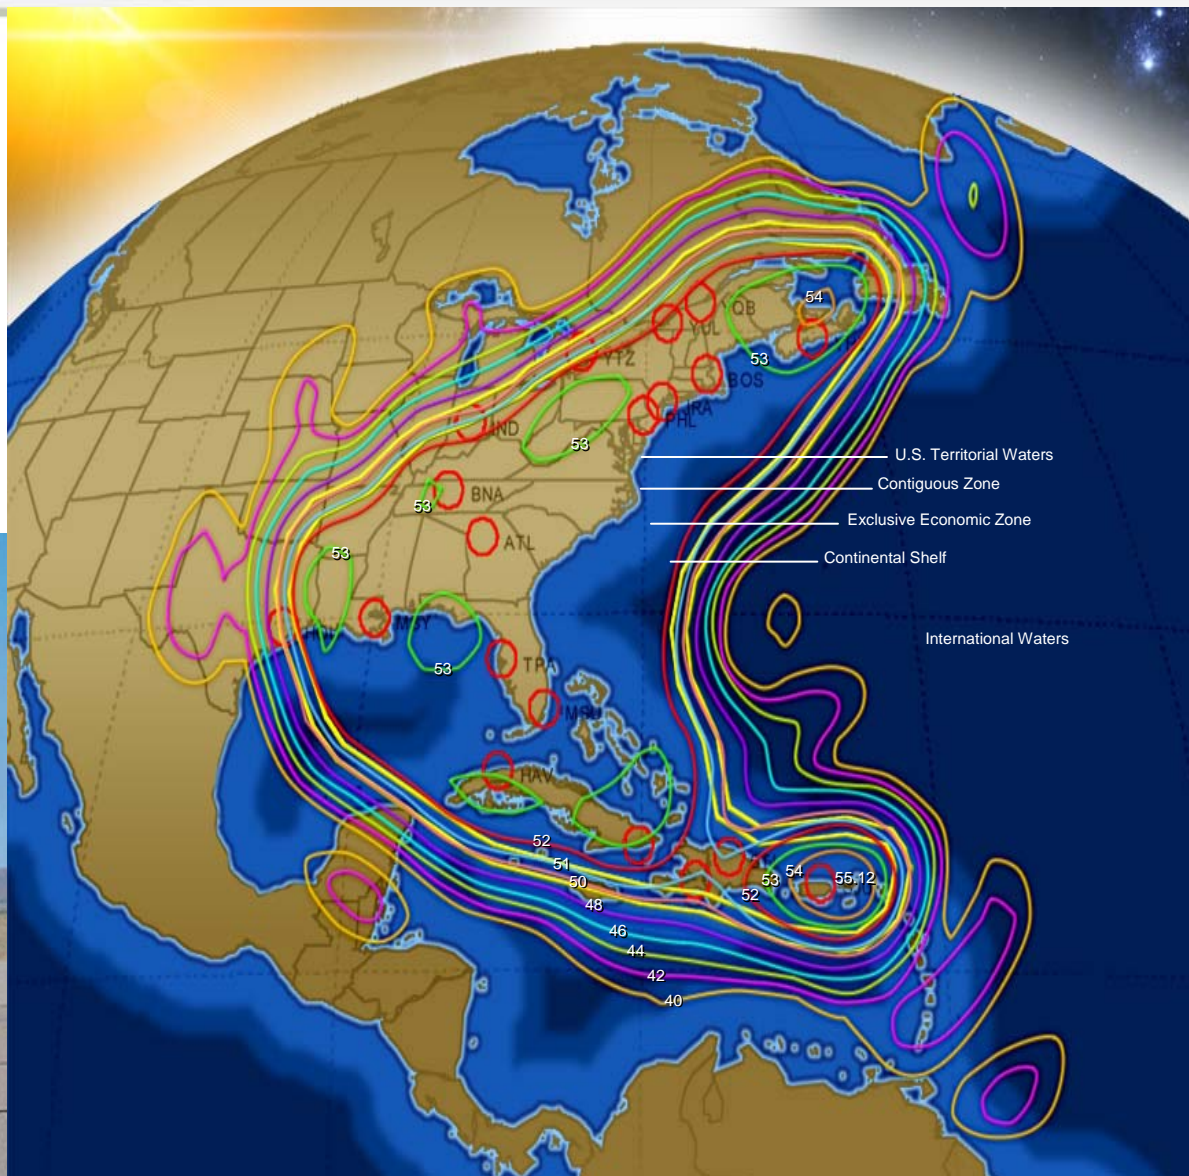 54
YQB
YUL
53
YTZ
BOS
JRA
PHL
IND
53
U.S. Territorial Waters
Contiguous Zone
BNA
53
Exclusive Economic Zone
ATL
53
Continental Shelf
MSY
International Waters
53
TPA
HAV
52
51
50
48
46
44
42
40
52
53
54
55.12